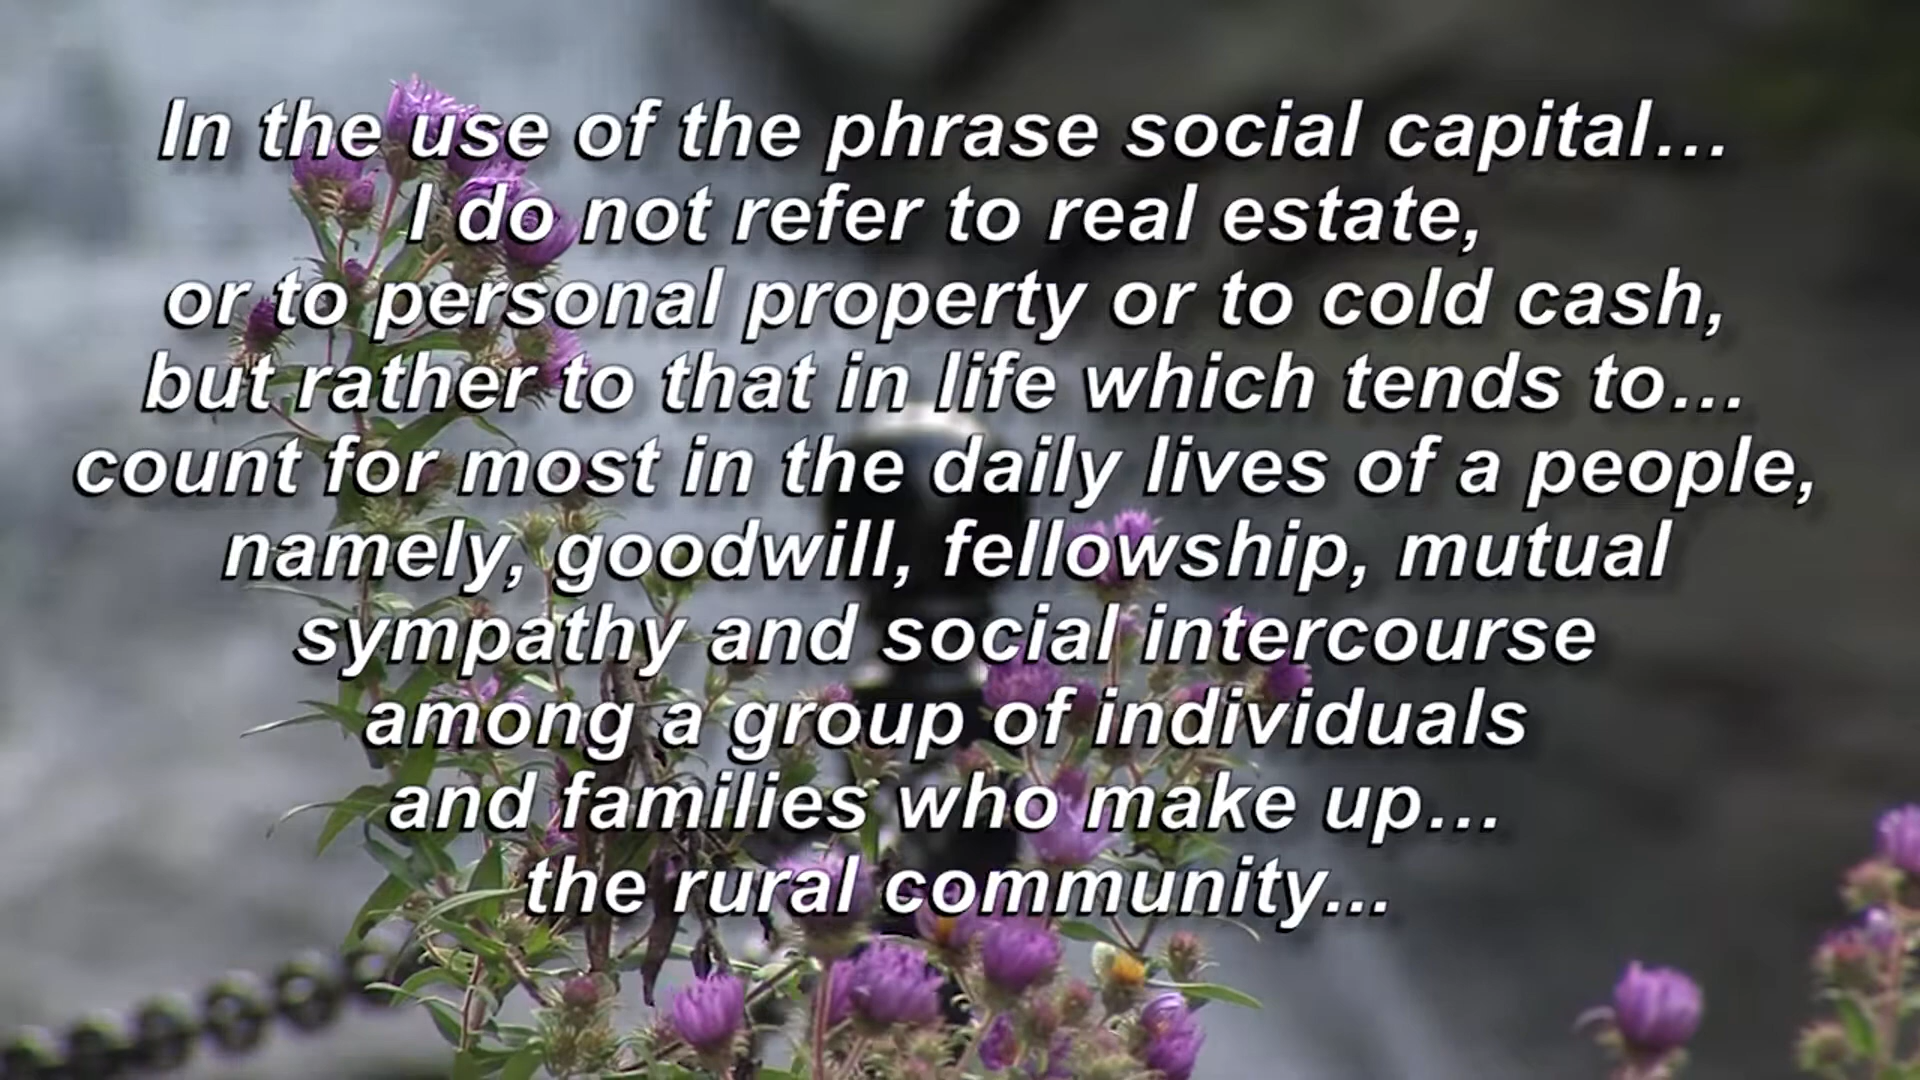 In the use of the phrase social capital...
I do not refer to real estate,
or to personal property or to cold cash,
but rather to that in life which tends to...
count for most in the daily lives of a people,
namely, goodwill, fellowship, mutual
sympathy and social intercourse
among a group of individuals
and families who make up...
the rural community...